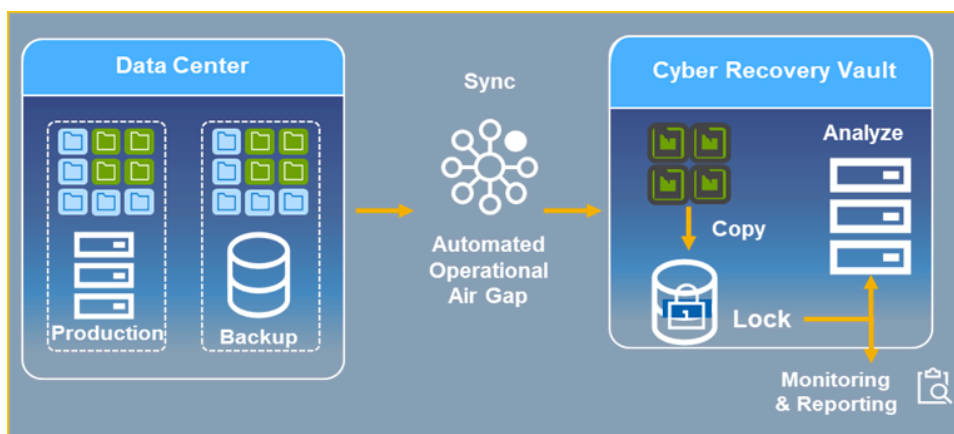 Data Center
Production
Backup
Sync
Automated
Operational
Air Gap
Cyber Recovery Vault
Analyze
Copy
Lock
Monitoring
& Reporting